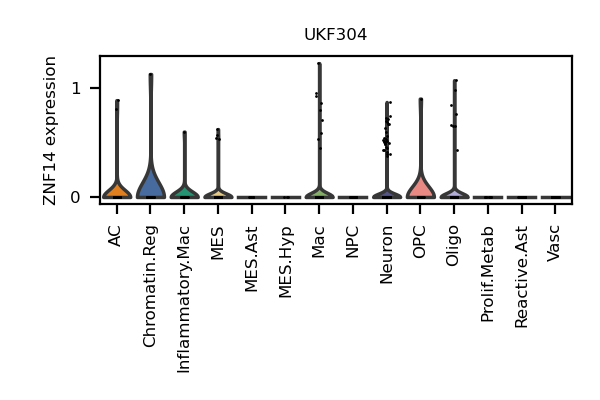 UKF304
ZNF14 expression
1
0
AC
Chromatin.Reg
Inflammatory.Mac
MES
MES.Ast
MES.Hyp
Mac
NPC
Neuron
OPC
Oligo
Prolif.Metab
Reactive.Ast
Vasc